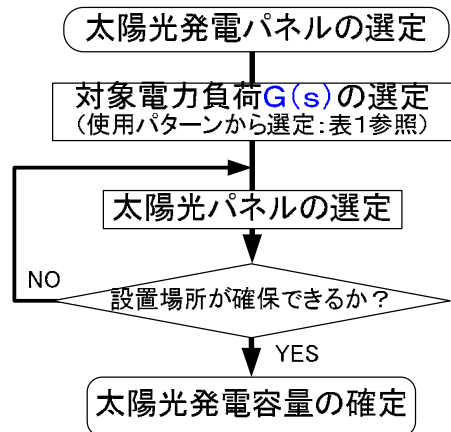 太陽光発電パネルの選定
対象電力負荷G(s)の選定
(使用パターンから選定:表1参照)
太陽光パネルの選定
NO
設置場所が確保できるか?
YES
太陽光発電容量の確定